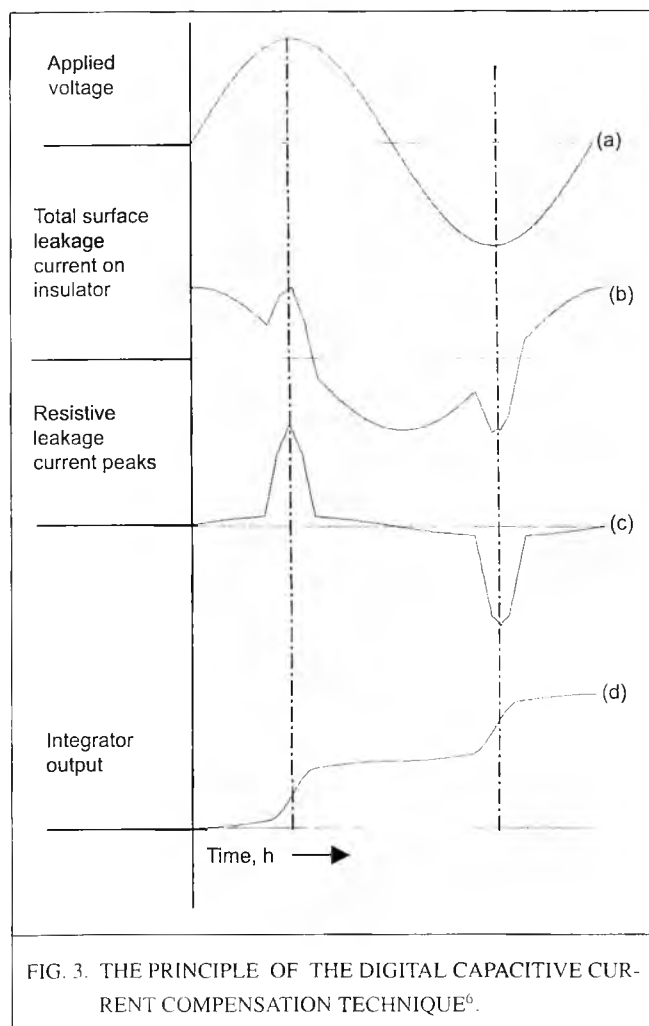 Applied
voltage
(a)
Total surface
leakage
current on
insulator
(b)
Resistive
leakage
current peaks
(c)
(d)
Integrator
output
Time, h
FIG. 3. THE PRINCIPLE OF THE DIGITAL CAPACITIVE CUR-
RENT COMPENSATION TECHNIQUE⁶.